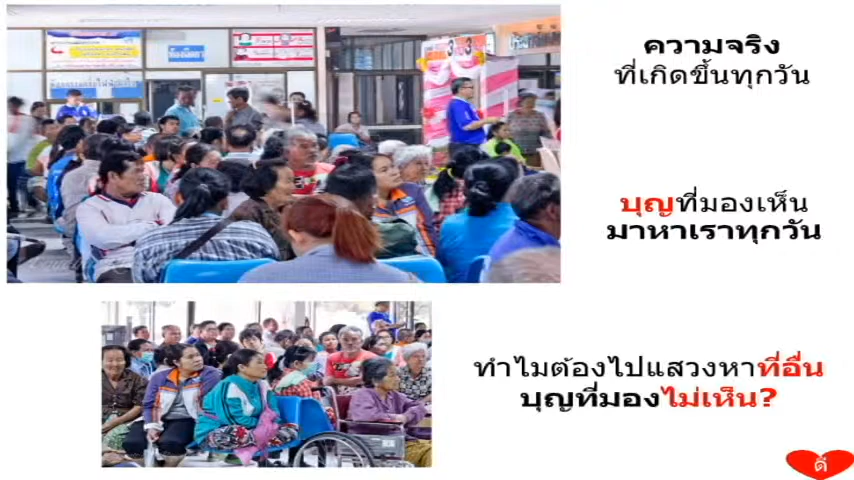 ความจริง
ที่เกิดขึ้นทุกวัน
บุญที่มองเห็น
มาหาเราทุกวัน
ทำไมต้องไปแสวงหาที่อื่น
บุญที่มองไม่เห็น?
ดี